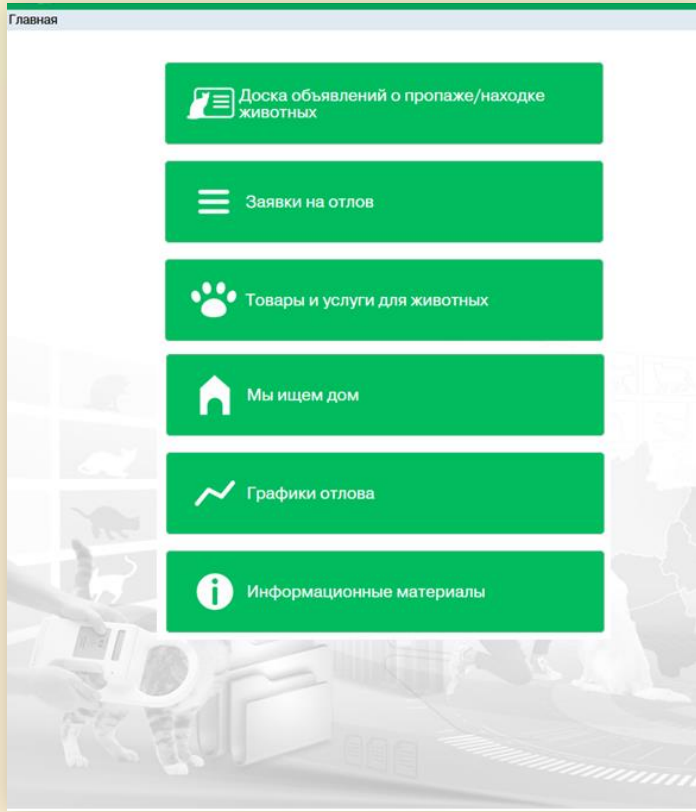 Главная
Доска объявлений о пропаже/находке
животных
Заявки на отлов
Товары и услуги для животных
Мы ищем дом
Графики отлова
Информационные материалы